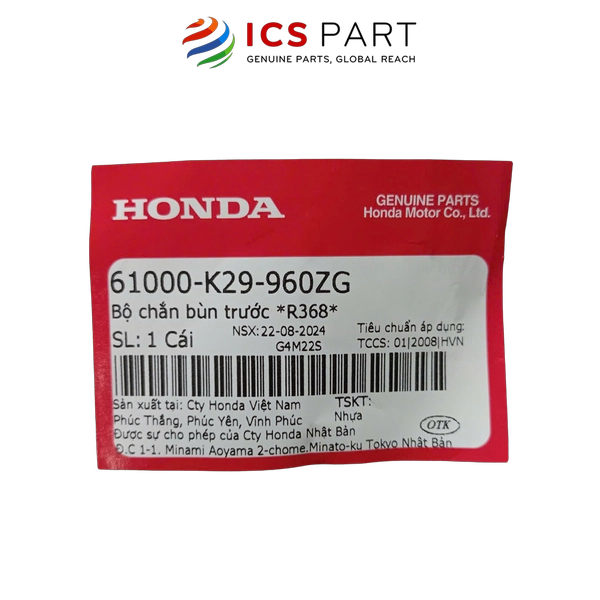 ICS PART
GENUINE PARTS, GLOBAL REACH
HONDA
GENUINE PARTS
Honda Motor Co., Ltd.
61000-K29-960ZG
Bộ chắn bùn trước *R368*
SL: 1 Cái
NSX:22-08-2024
G4M22S
Tiêu chuẩn áp dụng:
TCCS: 01|2008|HVN
Sản xuất tại: Cty Honda Việt Nam
Phúc Thắng, Phúc Yên, Vĩnh Phúc
Được sự cho phép của Cty Honda Nhật Bản
Đ.C 1-1. Minami Aoyama 2-chome.Minato-ku Tokyo Nhật Bản
TSKT:
Nhựa
OTK